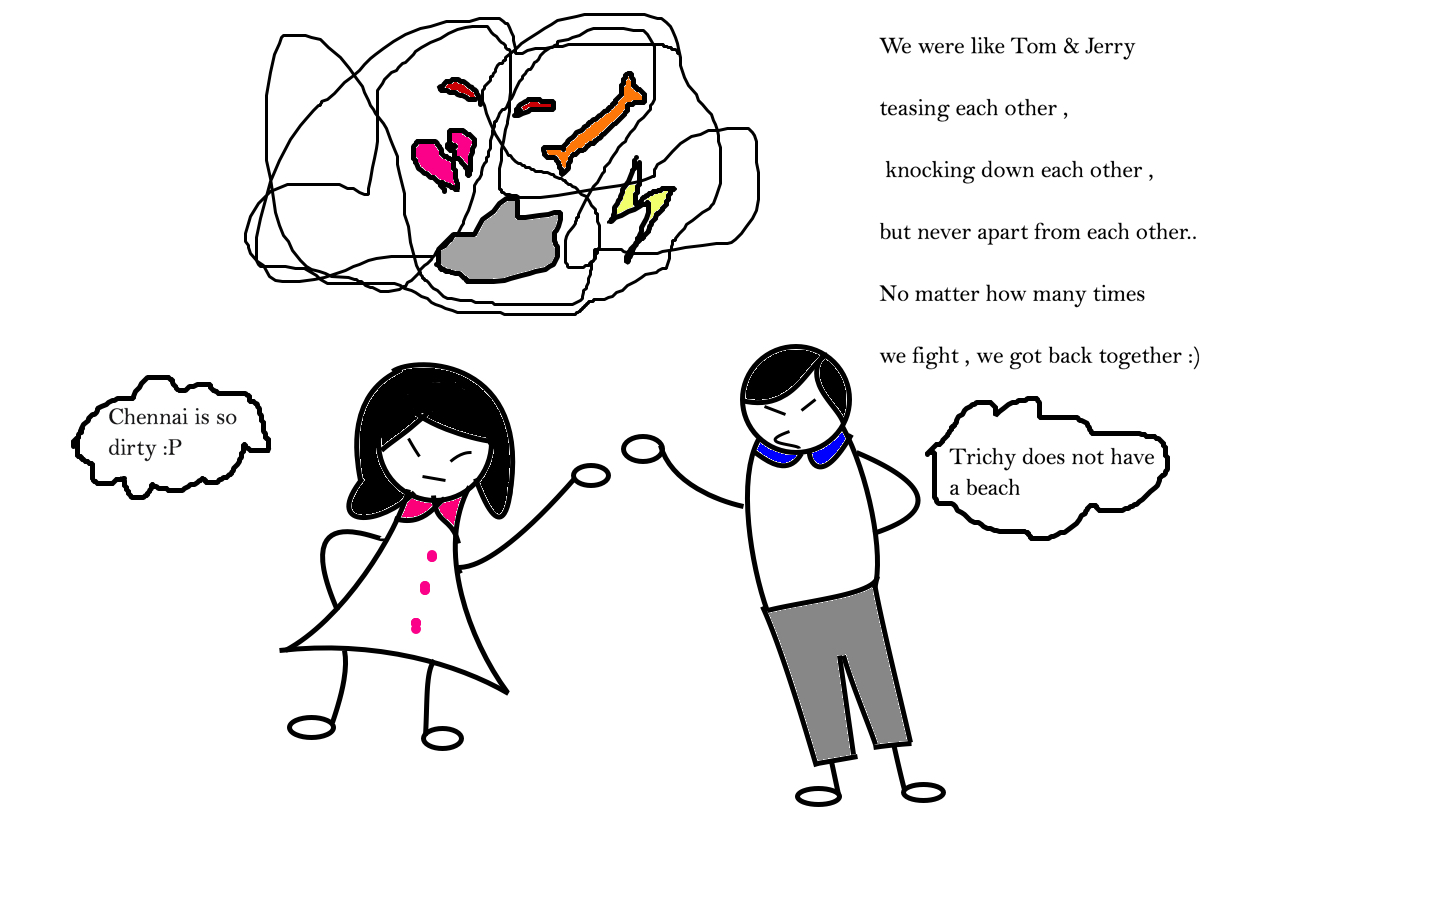 We were like Tom & Jerry
teasing each other ,
knocking down each other ,
but never apart from each other..
No matter how many times
we fight , we got back together :)
Chennai is so
dirty :P
Trichy does not have
a beach